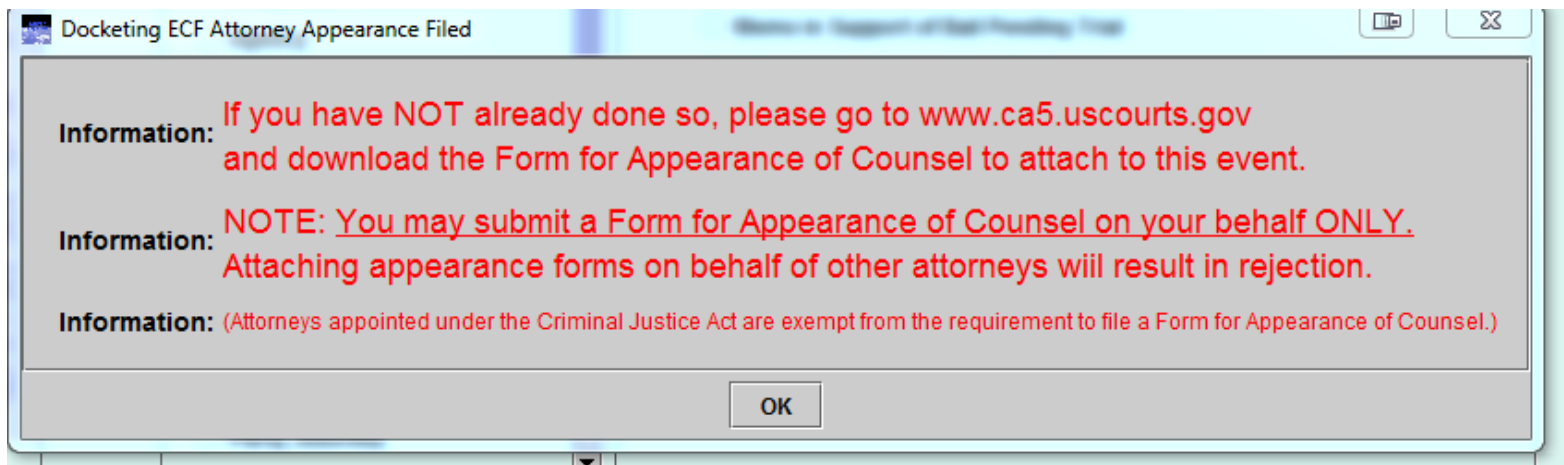 Docketing ECF Attorney Appearance Filed
Information: If you have NOT already done so, please go to www.ca5.uscourts.gov
and download the Form for Appearance of Counsel to attach to this event.
Information: NOTE: You may submit a Form for Appearance of Counsel on your behalf ONLY.
Attaching appearance forms on behalf of other attorneys wiil result in rejection.
Information: (Attorneys appointed under the Criminal Justice Act are exempt from the requirement to file a Form for Appearance of Counsel.)
OK